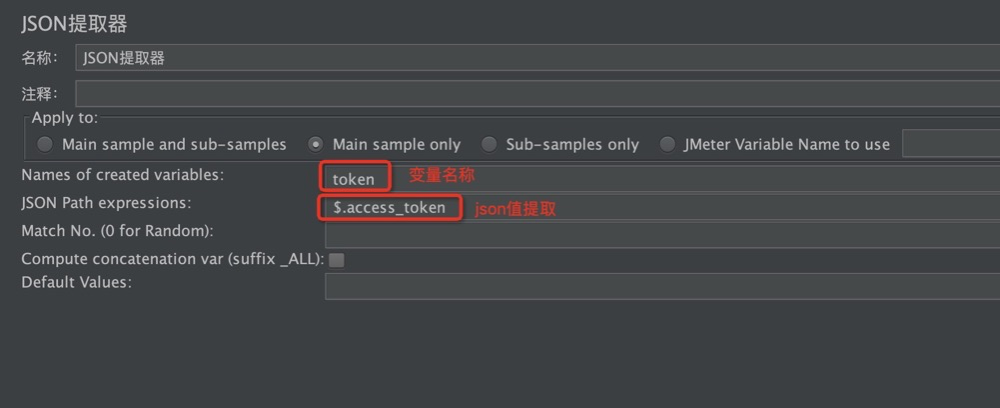 JSON提取器
名称： JSON提取器
注释：
Apply to:
Main sample and sub-samples Main sample only Sub-samples only JMeter Variable Name to use
Names of created variables: token 变量名称
JSON Path expressions: $.access_token json值提取
Match No. (0 for Random):
Compute concatenation var (suffix _ALL):
Default Values: